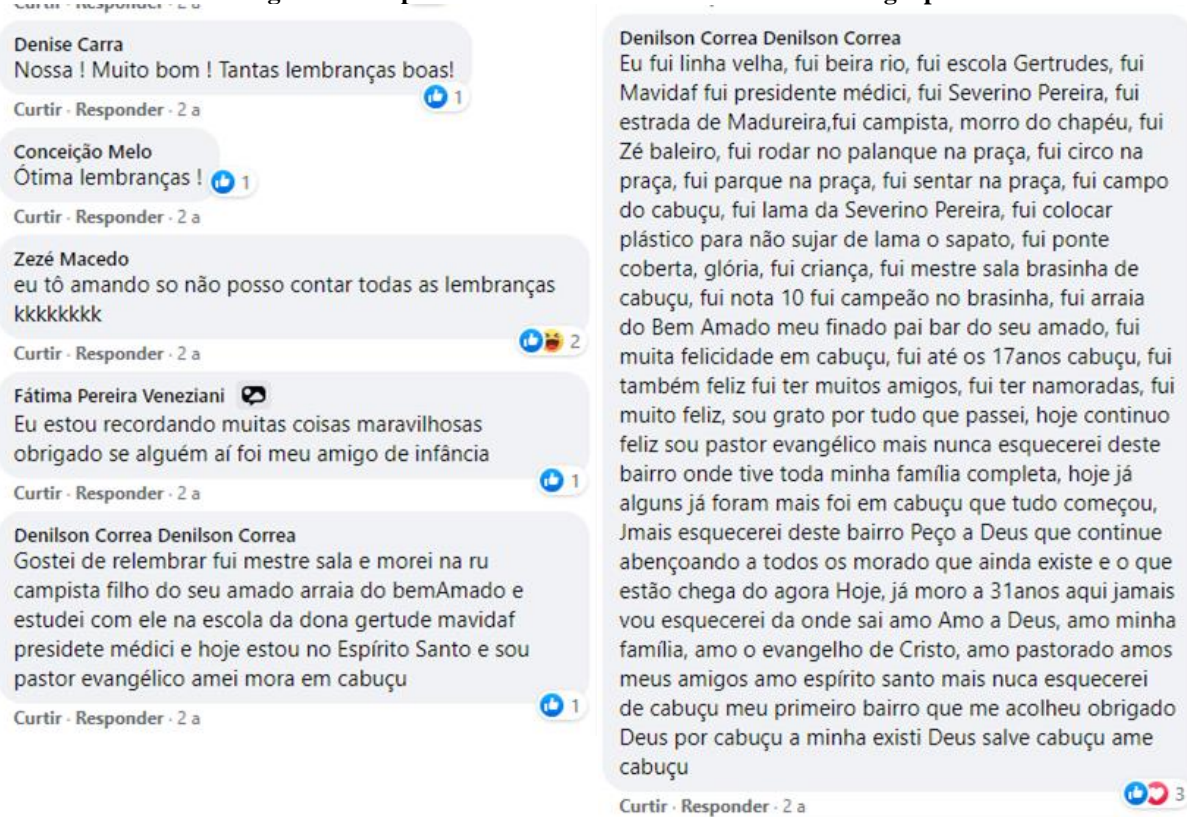 Denise Carra
Nossa ! Muito bom ! Tantas lembranças boas!
1
Curtir · Responder · 2 a
Conceição Melo
Ótima lembranças !
1
Curtir · Responder · 2 a
Zezé Macedo
eu tô amando so não posso contar todas as lembranças
kkkkkkkk
2
Curtir · Responder · 2 a
Fátima Pereira Veneziani
Eu estou recordando muitas coisas maravilhosas
obrigado se alguém aí foi meu amigo de infância
1
Curtir · Responder · 2 a
Denilson Correa Denilson Correa
Gostei de relembrar fui mestre sala e morei na ru
campista filho do seu amado arraia do bemAmado e
estudei com ele na escola da dona gertude mavidaf
presidete médici e hoje estou no Espírito Santo e sou
pastor evangélico amei mora em cabuçu
1
Curtir · Responder · 2 a
Denilson Correa Denilson Correa
Eu fui linha velha, fui beira rio, fui escola Gertrudes, fui
Mavidaf fui presidente médici, fui Severino Pereira, fui
estrada de Madureira,fui campista, morro do chapéu, fui
Zé baleiro, fui rodar no palanque na praça, fui circo na
praça, fui parque na praça, fui sentar na praça, fui campo
do cabuçu, fui lama da Severino Pereira, fui colocar
plástico para não sujar de lama o sapato, fui ponte
coberta, glória, fui criança, fui mestre sala brasinha de
cabuçu, fui nota 10 fui campeão no brasinha, fui arraia
do Bem Amado meu finado pai bar do seu amado, fui
muita felicidade em cabuçu, fui até os 17anos cabuçu, fui
também feliz fui ter muitos amigos, fui ter namoradas, fui
muito feliz, sou grato por tudo que passei, hoje continuo
feliz sou pastor evangélico mais nunca esquecerei deste
bairro onde tive toda minha família completa, hoje já
alguns já foram mais foi em cabuçu que tudo começou,
Jmais esquecerei deste bairro Peço a Deus que continue
abençoando a todos os morado que ainda existe e o que
estão chega do agora Hoje, já moro a 31anos aqui jamais
vou esquecerei da onde sai amo Amo a Deus, amo minha
família, amo o evangelho de Cristo, amo pastorado amos
meus amigos amo espírito santo mais nuca esquecerei
de cabuçu meu primeiro bairro que me acolheu obrigado
Deus por cabuçu a minha existi Deus salve cabuçu ame
cabuçu
3
Curtir · Responder · 2 a